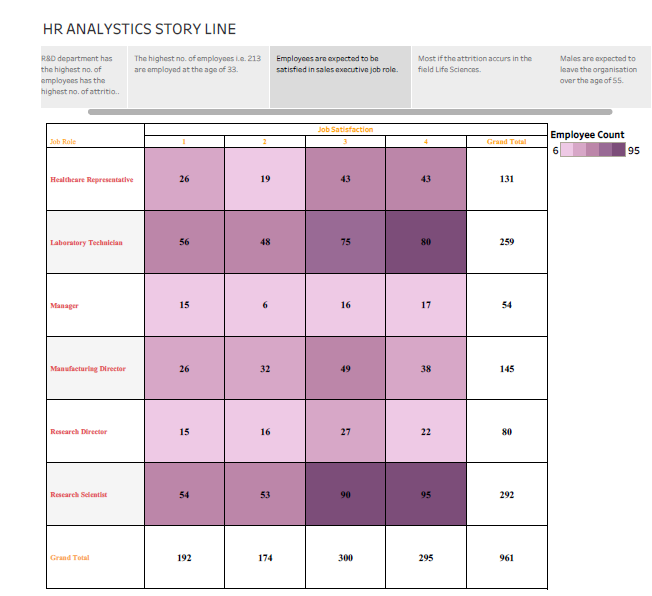 HR ANALYSTICS STORY LINE
R&D department has
the highest no. of
employees has the
highest no. of attritio..
The highest no. of employees i.e. 213
are employed at the age of 33.
Employees are expected to be
satisfied in sales executive job role.
Most if the attrition accurs in the
field Life Sciences.
Males are expected to
leave the organisation
over the age of 55.
Job Satisfaction
Job Role 1 2 3 4 Grand Total
Healthcare Representative 26 19 43 43 131
Laboratory Technician 56 48 75 80 259
Manager 15 6 16 17 54
Manufacturing Director 26 32 49 38 145
Research Director 15 16 27 22 80
Research Scientist 54 53 90 95 292
Grand Total 192 174 300 295 961
Employee Count
6 95